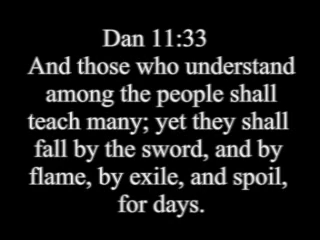 Dan 11:33
And those who understand
among the people shall
teach many; yet they shall
fall by the sword, and by
flame, by exile, and spoil,
for days.